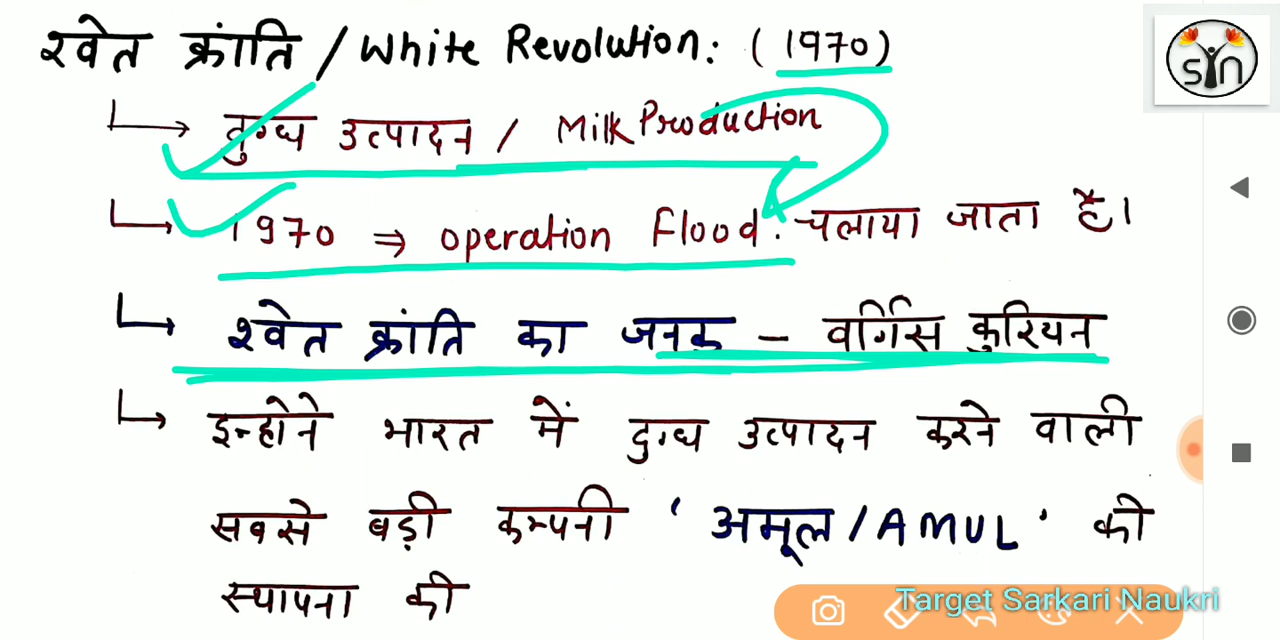 श्वेत क्रांति / White Revolution: (1970)
SYN
दुग्ध उत्पादन / Milk Production
1970 ⇒ operation Flood. चलाया जाता है।
श्वेत क्रांति का जनक - वर्गिस कुरियन
इन्होने भारत में दुग्ध उत्पादन करने वाली
सबसे बड़ी कम्पनी 'अमूल / AMUL' की
स्थापना की
Target Sarkari Naukri